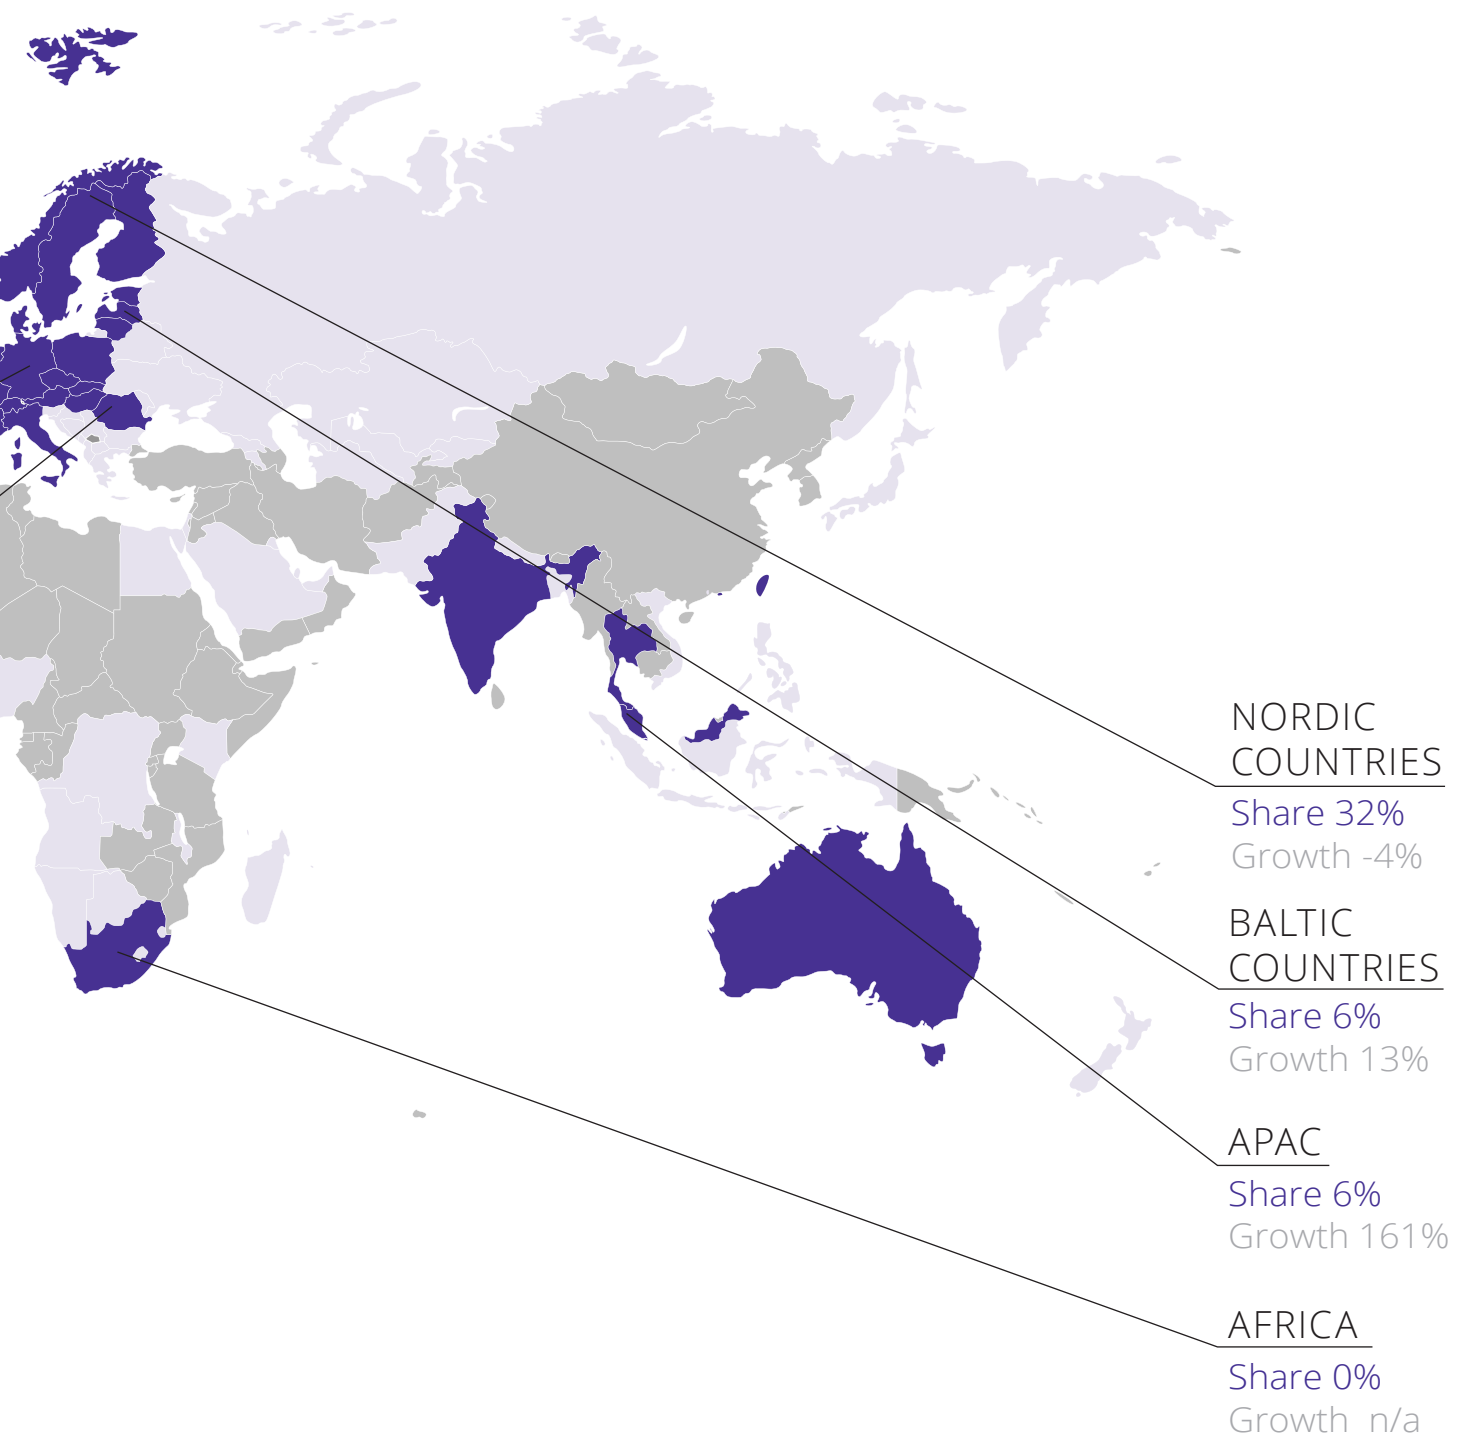 NORDIC
COUNTRIES
Share 32%
Growth -4%
BALTIC
COUNTRIES
Share 6%
Growth 13%
APAC
Share 6%
Growth 161%
AFRICA
Share 0%
Growth n/a